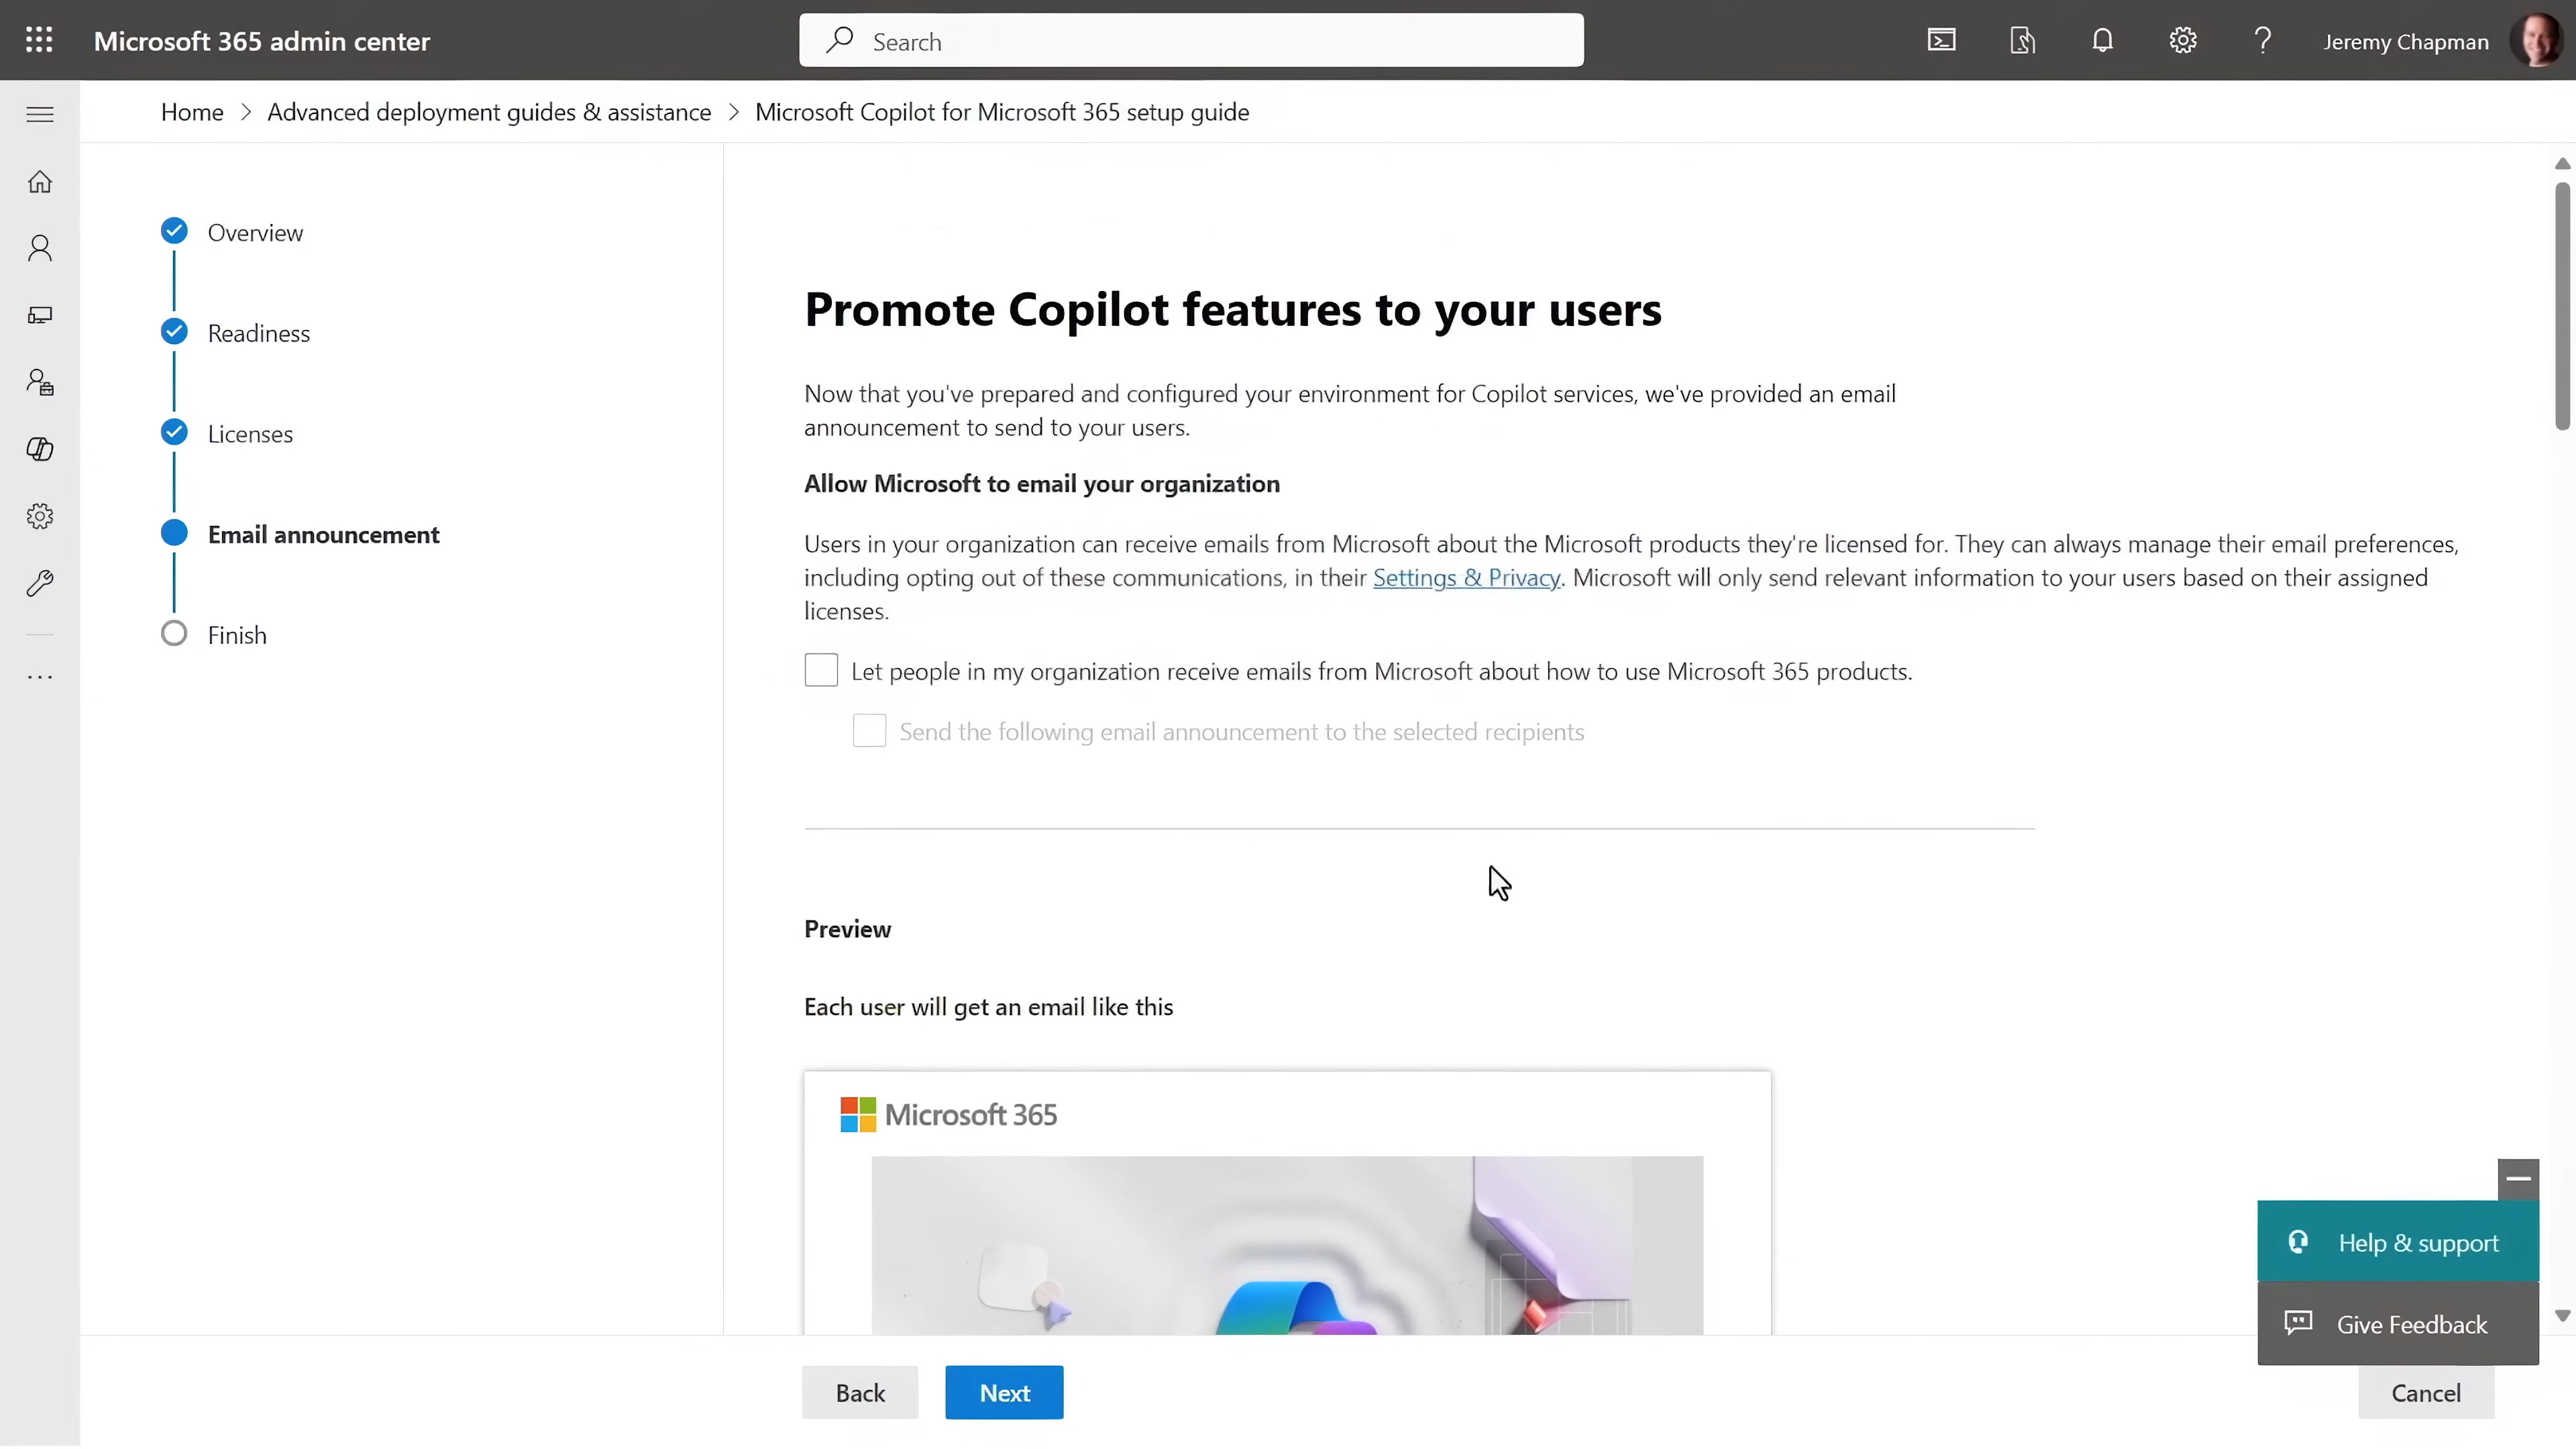 Microsoft 365 admin center
Search
Jeremy Chapman
Home > Advanced deployment guides & assistance > Microsoft Copilot for Microsoft 365 setup guide
Overview
Readiness
Licenses
Email announcement
Finish
Promote Copilot features to your users
Now that you've prepared and configured your environment for Copilot services, we've provided an email
announcement to send to your users.
Allow Microsoft to email your organization
Users in your organization can receive emails from Microsoft about the Microsoft products they're licensed for. They can always manage their email preferences,
including opting out of these communications, in their Settings & Privacy. Microsoft will only send relevant information to your users based on their assigned
licenses.
Let people in my organization receive emails from Microsoft about how to use Microsoft 365 products.
Send the following email announcement to the selected recipients
Preview
Each user will get an email like this
Microsoft 365
Help & support
Give Feedback
Back
Next
Cancel